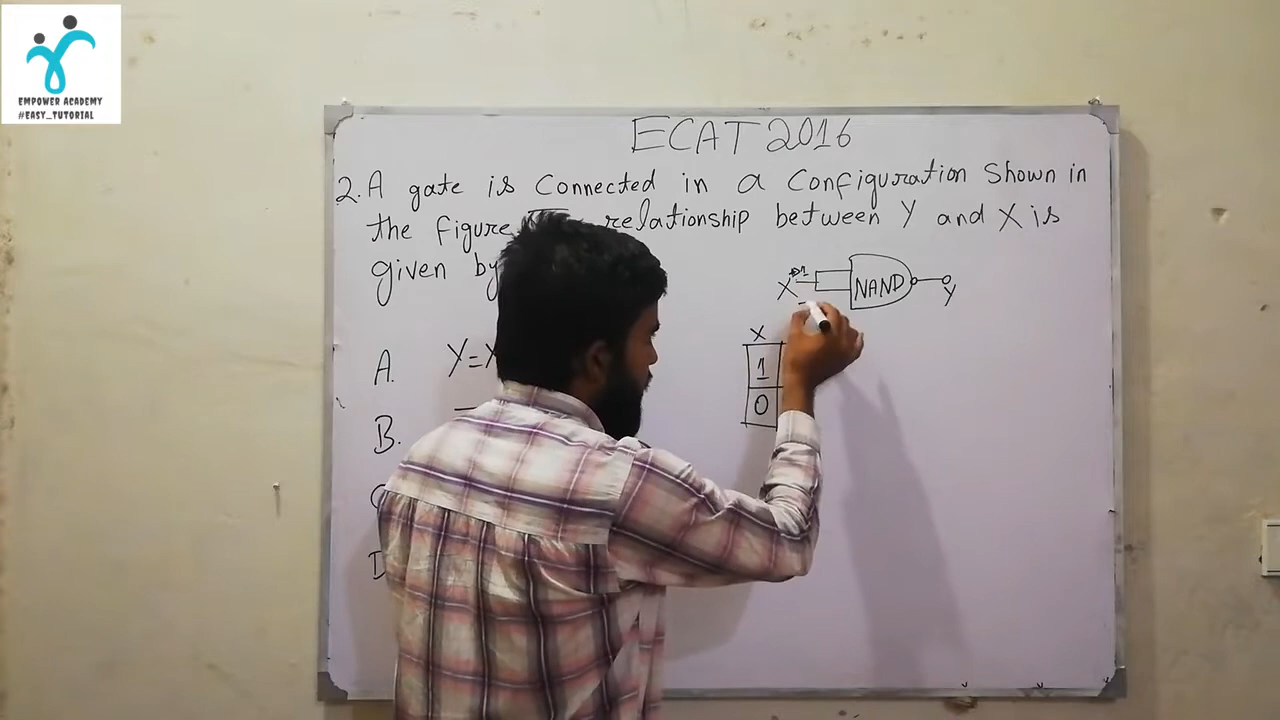 EMPOWER ACADEMY
#EASY_TUTORIAL
ECAT 2016
2. A gate is Connected in a Configuration Shown in
the figure relationship between Y and X is
given by
X 1 NAND Y
X
A. Y=X
1
B.
0